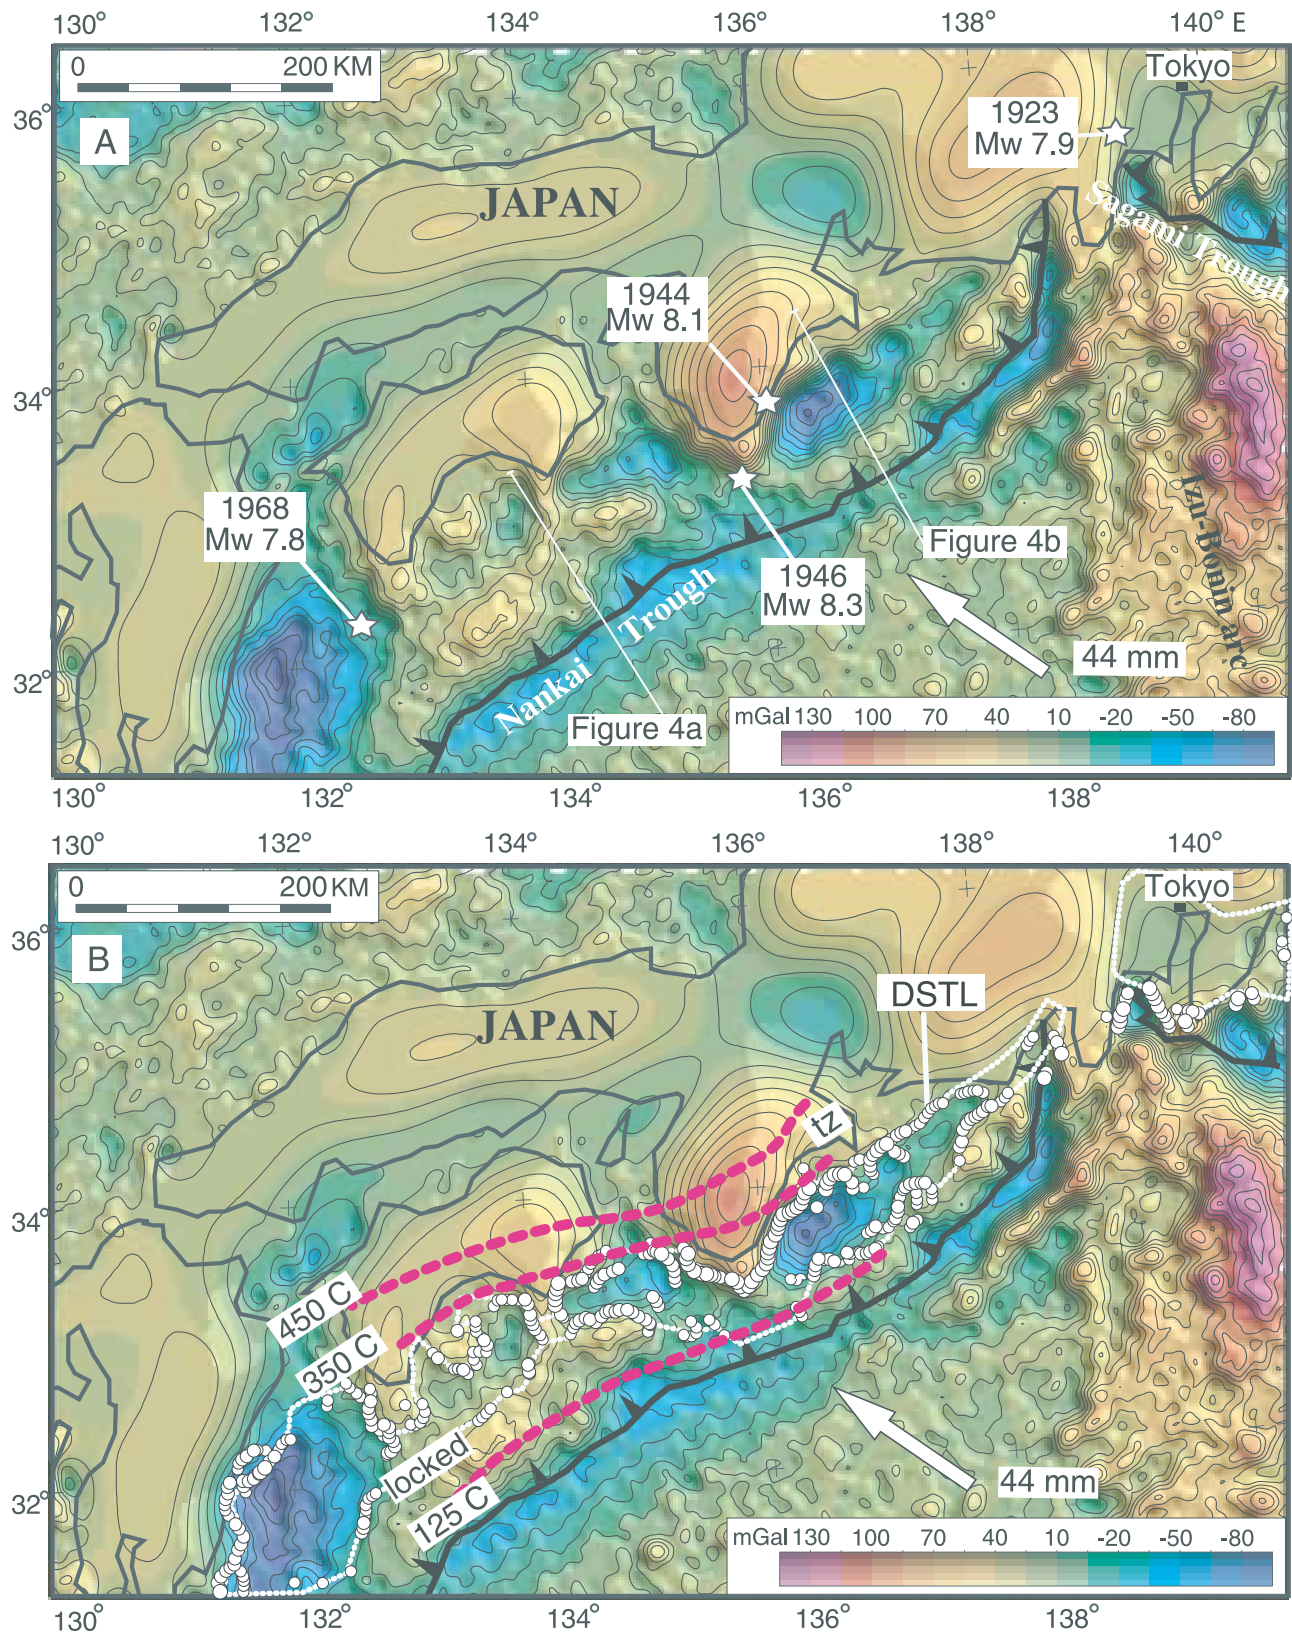 130° 132° 134° 136° 138° 140° E
0 200 KM
Tokyo
36°
A
1923
Mw 7.9
JAPAN
Sagami Trough
1944
Mw 8.1
34°
1968
Mw 7.8
Izu-Bonin arc
Figure 4b
1946
Mw 8.3
Nankai Trough
44 mm
32°
Figure 4a
mGal 130 100 70 40 10 -20 -50 -80
130° 132° 134° 136° 138°
130° 132° 134° 136° 138° 140°
0 200 KM
Tokyo
36°
B
DSTL
JAPAN
tz
34°
450 C
350 C
locked
125 C
44 mm
32°
mGal 130 100 70 40 10 -20 -50 -80
130° 132° 134° 136° 138°